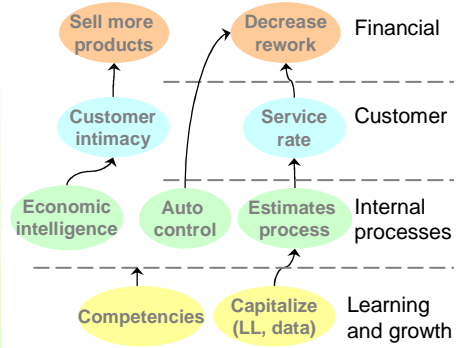 Sell more
products
Decrease
rework
Financial
Customer
intimacy
Service
rate
Customer
Economic
intelligence
Auto
control
Estimates
process
Internal
processes
Competencies
Capitalize
(LL, data)
Learning
and growth